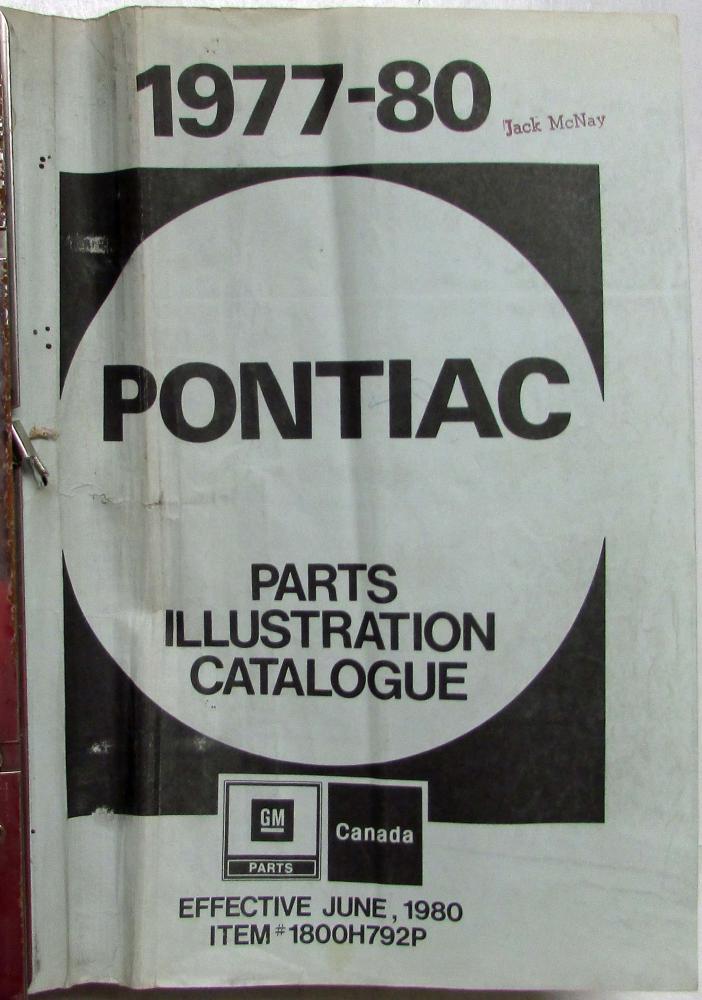 1977-80
Jack McNay
PONTIAC
PARTS
ILLUSTRATION
CATALOGUE
GM
PARTS
Canada
EFFECTIVE JUNE, 1980
ITEM #1800H792P